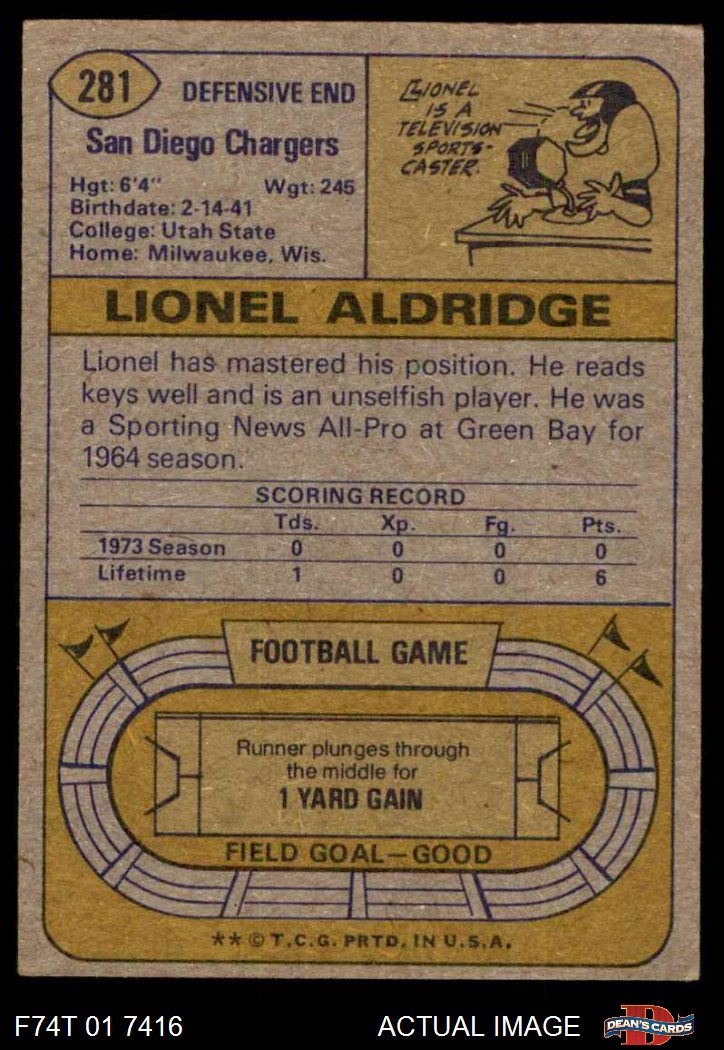 281
DEFENSIVE END
San Diego Chargers
Hgt: 6'4" Wgt: 245
Birthdate: 2-14-41
College: Utah State
Home: Milwaukee, Wis.
LIONEL
IS A
TELEVISION
SPORTS-
CASTER.
LIONEL ALDRIDGE
Lionel has mastered his position. He reads
keys well and is an unselfish player. He was
a Sporting News All-Pro at Green Bay for
1964 season.
SCORING RECORD
Tds. Xp. Fg. Pts.
1973 Season 0 0 0 0
Lifetime 1 0 0 6
FOOTBALL GAME
Runner plunges through
the middle for
1 YARD GAIN
FIELD GOAL—GOOD
** © T.C.G. PRTD. IN U.S.A.
F74T 01 7416 ACTUAL IMAGE
D
DEAN'S CARDS